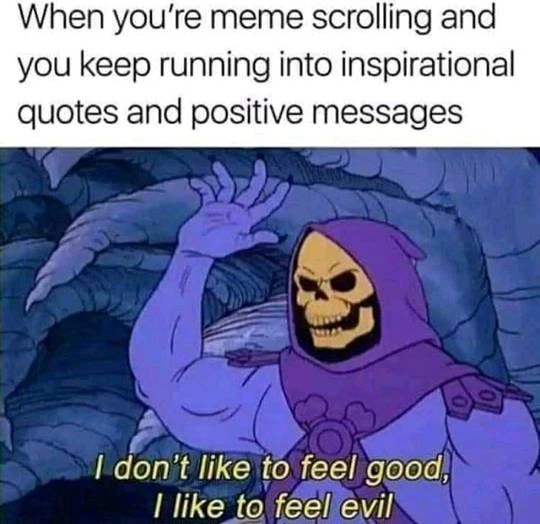 When you're meme scrolling and
you keep running into inspirational
quotes and positive messages
I don't like to feel good,
I like to feel evil